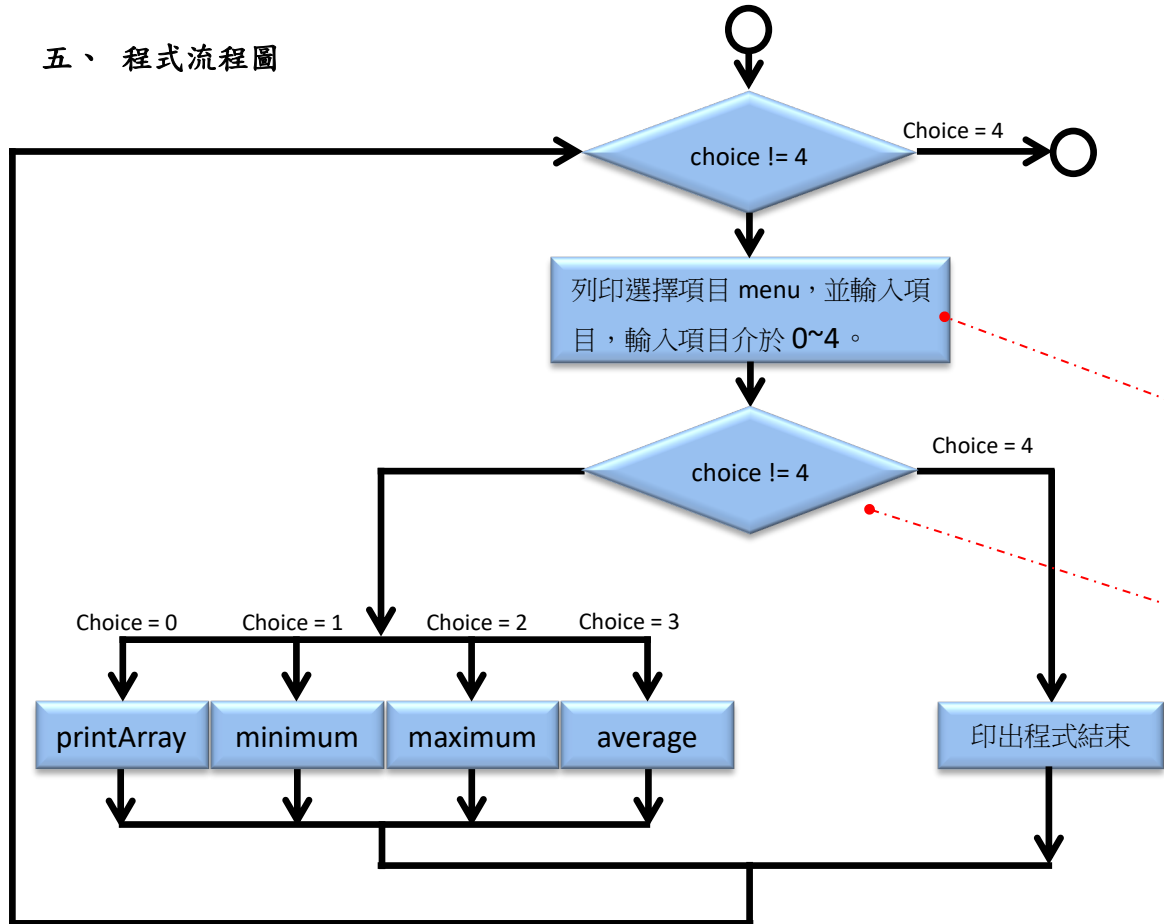 五、 程式流程圖
choice != 4
Choice = 4
列印選擇項目 menu，並輸入項
目，輸入項目介於 0~4 。
choice != 4
Choice = 4
Choice = 0
Choice = 1
Choice = 2
Choice = 3
printArray
minimum
maximum
average
印出程式結束